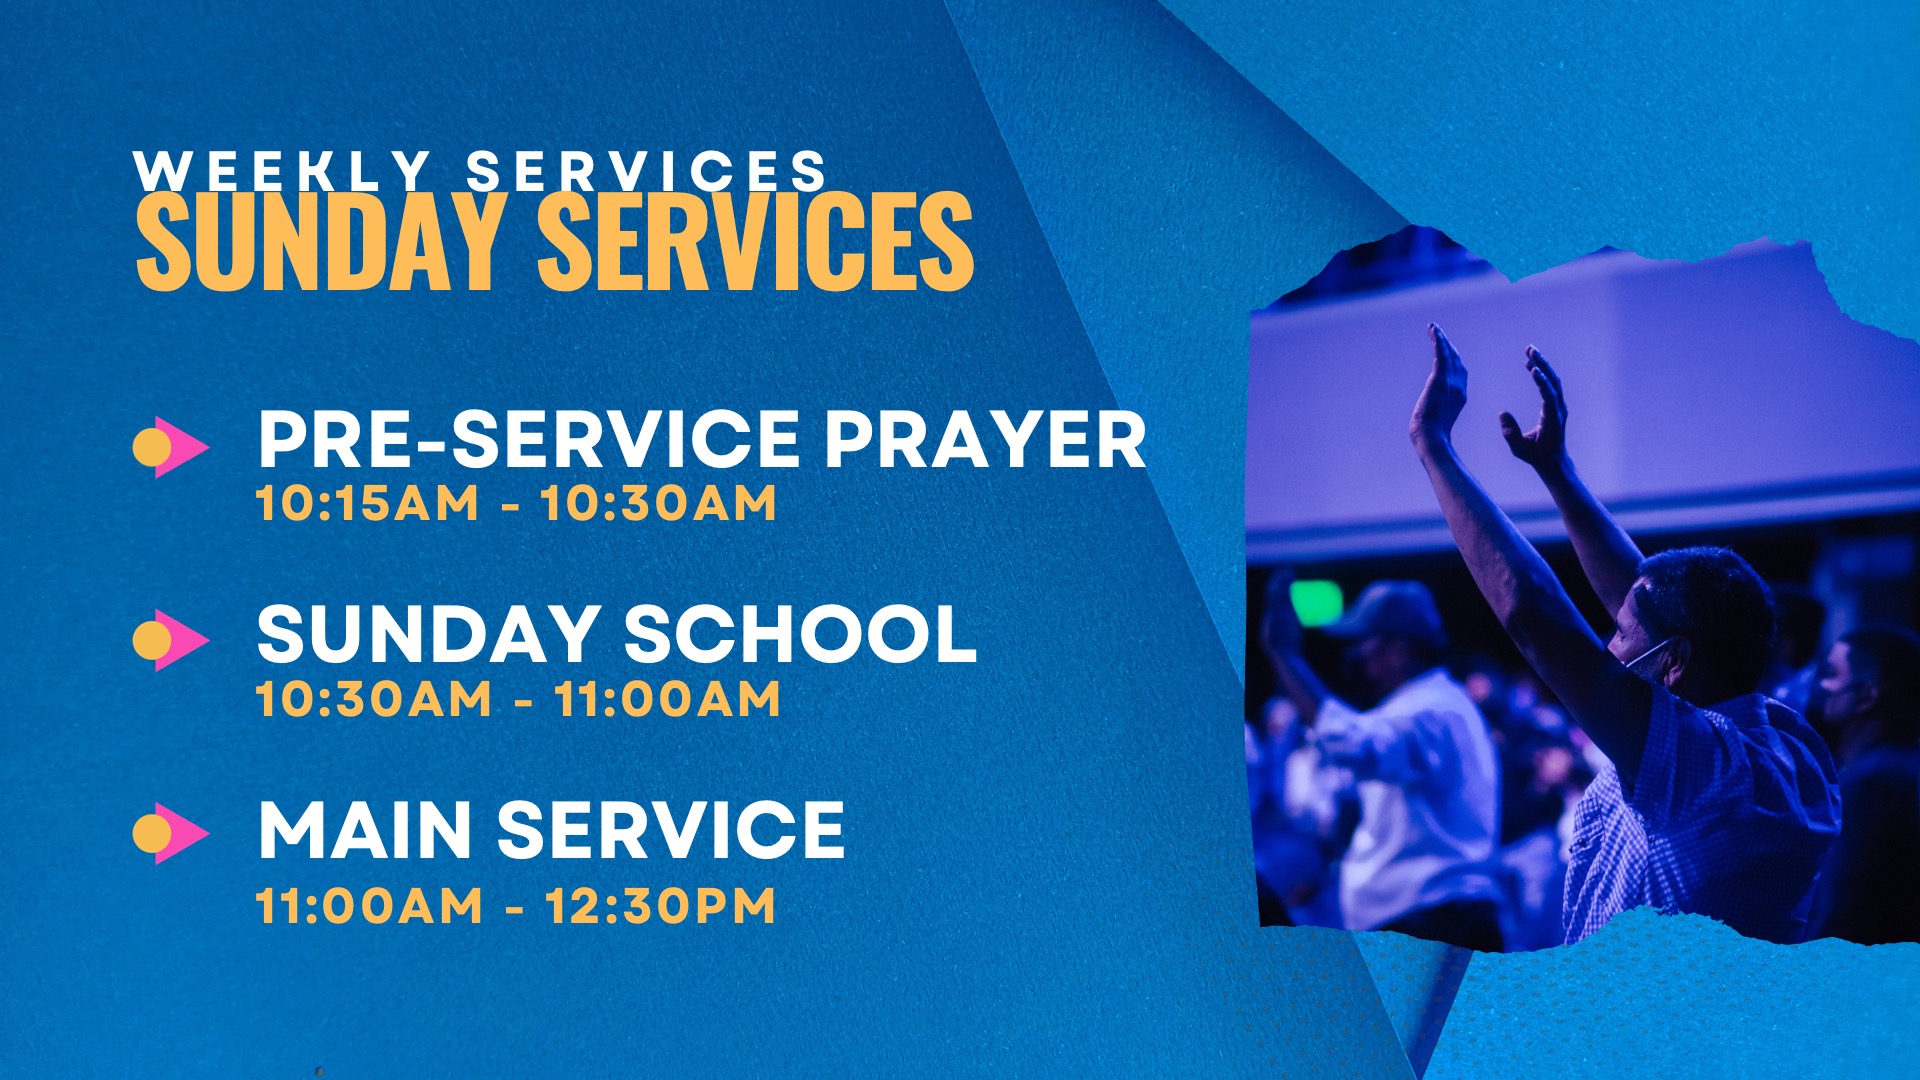 WEEKLY SERVICES
SUNDAY SERVICES
PRE-SERVICE PRAYER
10:15AM - 10:30AM
SUNDAY SCHOOL
10:30AM - 11:00AM
MAIN SERVICE
11:00AM - 12:30PM